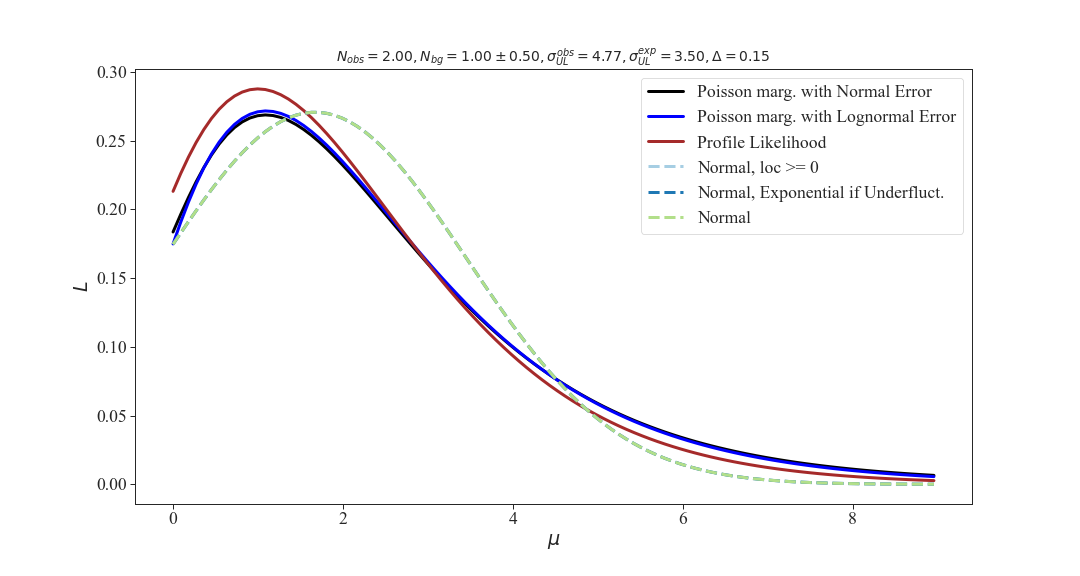 N_obs = 2.00, N_bg = 1.00 ± 0.50, σ_UL^obs = 4.77, σ_UL^exp = 3.50, Δ = 0.15
0.30
0.25
0.20
0.15
0.10
0.05
0.00
L
Poisson marg. with Normal Error
Poisson marg. with Lognormal Error
Profile Likelihood
Normal, loc >= 0
Normal, Exponential if Underfluct.
Normal
0 2 4 6 8
μ